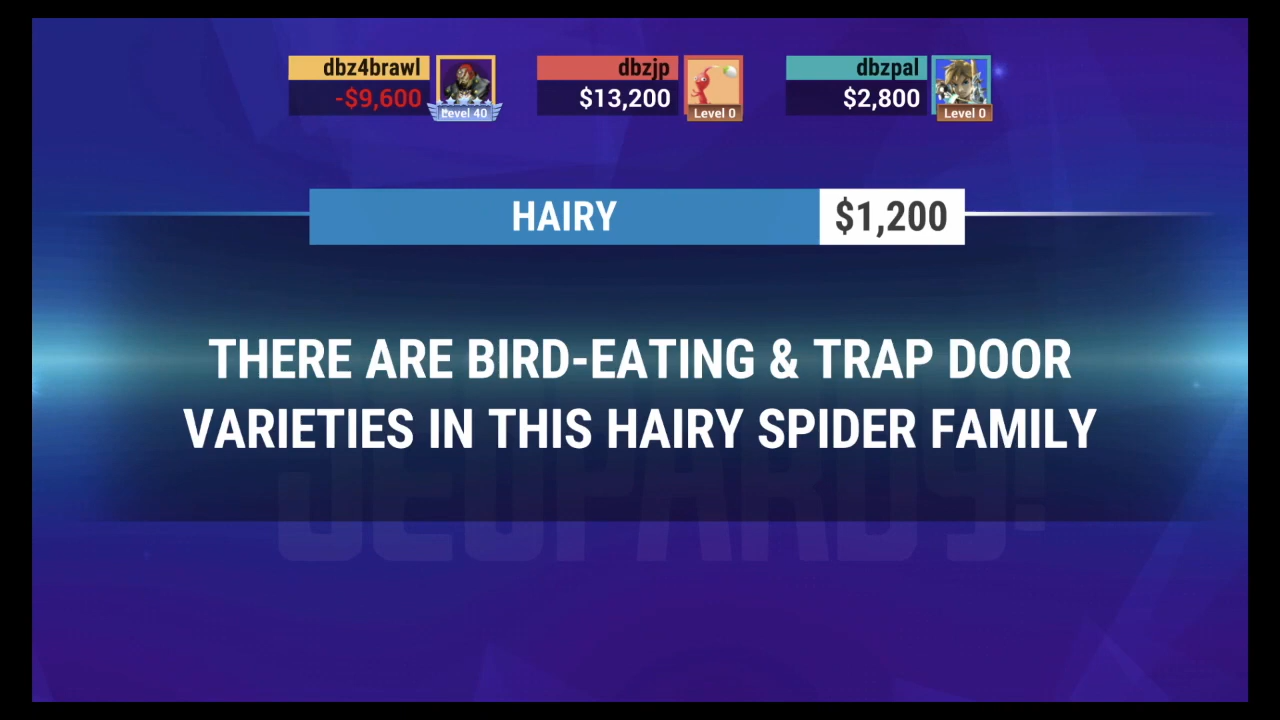 dbz4brawl
-$9,600
Level 40
dbzjp
$13,200
Level 0
dbzpal
$2,800
Level 0
HAIRY $1,200
THERE ARE BIRD-EATING & TRAP DOOR
VARIETIES IN THIS HAIRY SPIDER FAMILY
JEOPARDY!